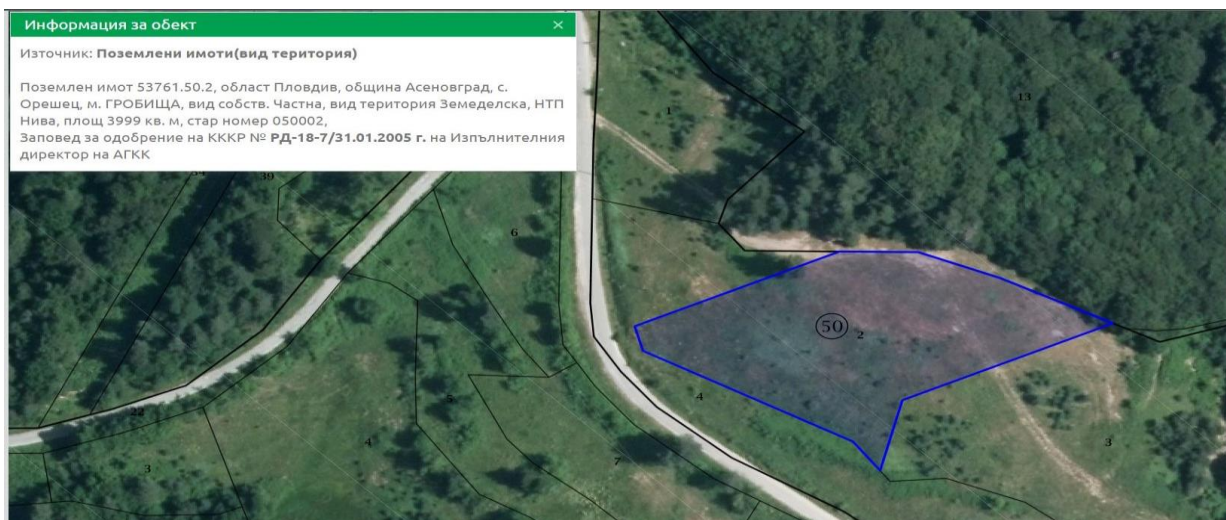 Информация за обект ×
Източник: Поземлени имоти(вид територия)
Поземлен имот 53761.50.2, област Пловдив, община Асеновград, с.
Орешец, м. ГРОБИЩА, вид собств. Частна, вид територия Земеделска, НТП
Нива, площ 3999 кв. м, стар номер 050002,
Заповед за одобрение на КККР № РД-18-7/31.01.2005 г. на Изпълнителния
директор на АГКК
13
1
39
6
50
2
4
5
22
4
3
3
7